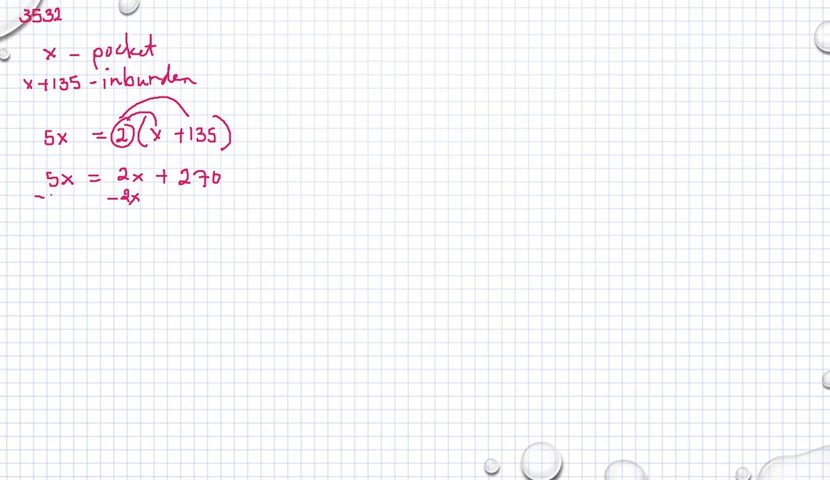 3532
x - pocket
x+135 - inburden
5x = 2(x+135)
5x = 2x + 270
- -2x